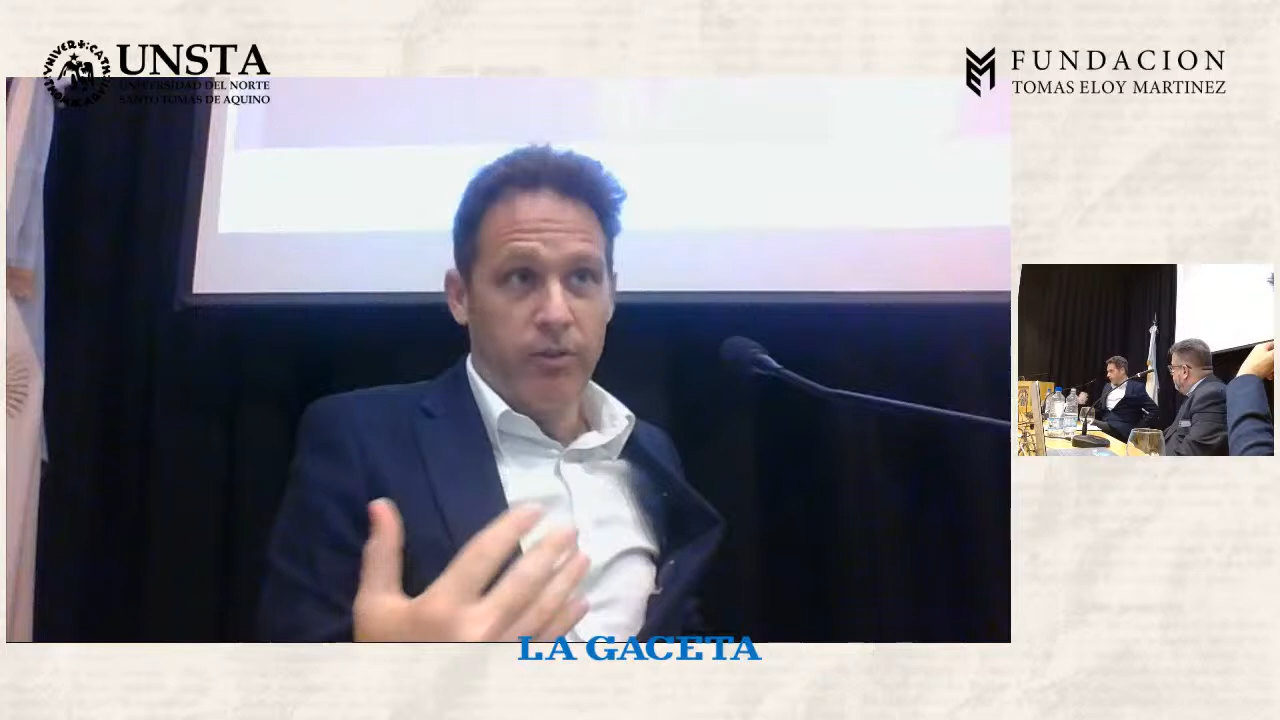 UNSTA
UNIVERSIDAD DEL NORTE
SANTO TOMÁS DE AQUINO
FUNDACION
TOMAS ELOY MARTINEZ
LA GACETA